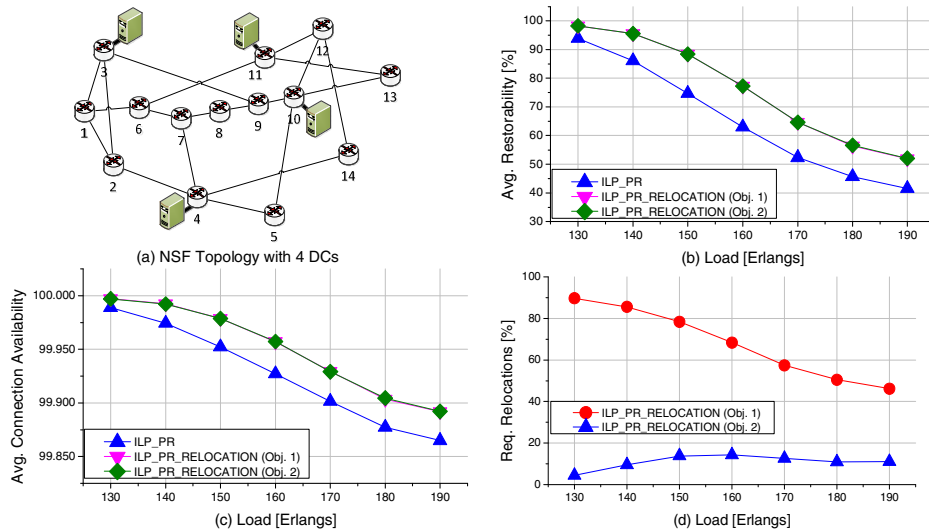 3
11
12
13
1
6
7
8
9
10
2
14
4
5
(a) NSF Topology with 4 DCs
Avg. Restorability [%]
100
90
80
70
60
50
40
30
ILP_PR
ILP_PR_RELOCATION (Obj. 1)
ILP_PR_RELOCATION (Obj. 2)
130 140 150 160 170 180 190
(b) Load [Erlangs]
Avg. Connection Availability
100.000
99.950
99.900
99.850
ILP_PR
ILP_PR_RELOCATION (Obj. 1)
ILP_PR_RELOCATION (Obj. 2)
130 140 150 160 170 180 190
(c) Load [Erlangs]
Req. Relocations [%]
100
80
60
40
20
0
ILP_PR_RELOCATION (Obj. 1)
ILP_PR_RELOCATION (Obj. 2)
130 140 150 160 170 180 190
(d) Load [Erlangs]